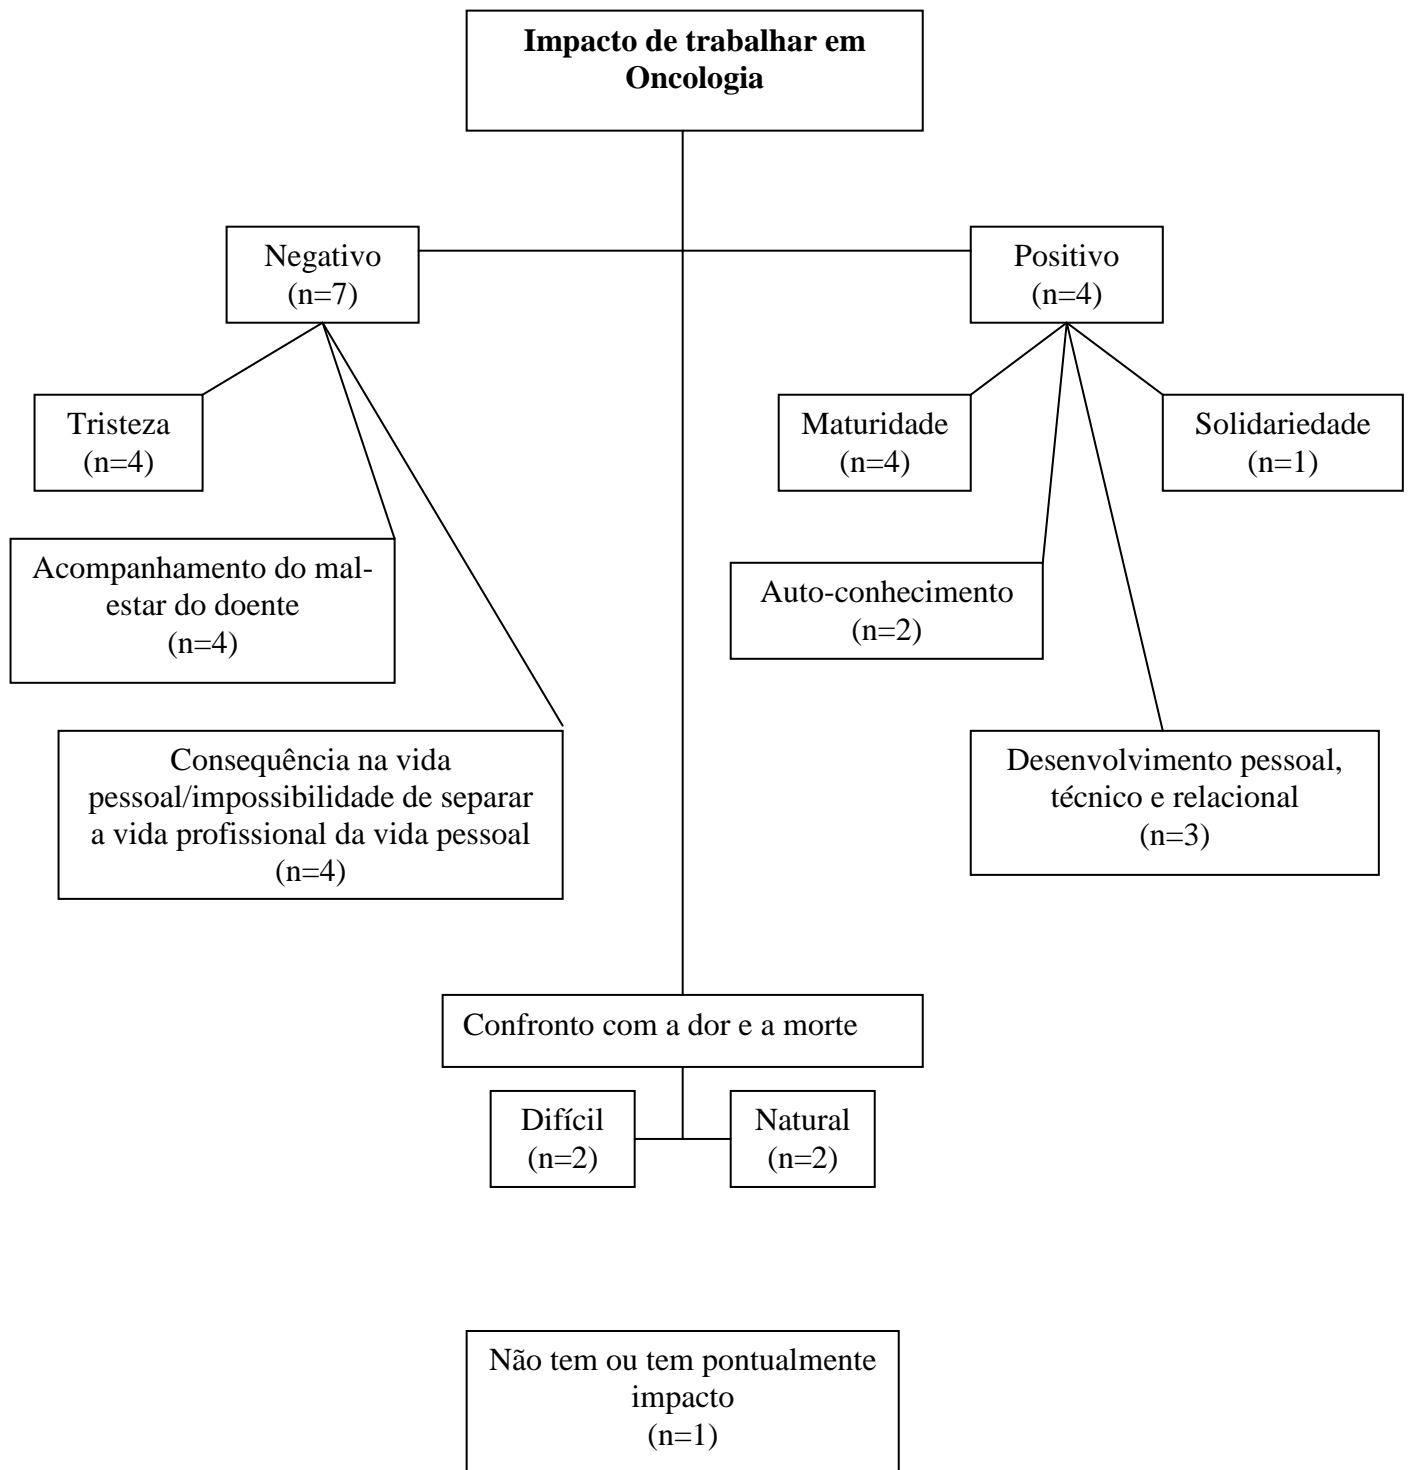 Impacto de trabalhar em
Oncologia
Negativo
(n=7)
Positivo
(n=4)
Tristeza
(n=4)
Maturidade
(n=4)
Solidariedade
(n=1)
Acompanhamento do mal-
estar do doente
(n=4)
Auto-conhecimento
(n=2)
Consequência na vida
pessoal/impossibilidade de separar
a vida profissional da vida pessoal
(n=4)
Desenvolvimento pessoal,
técnico e relacional
(n=3)
Confronto com a dor e a morte
Difícil
(n=2)
Natural
(n=2)
Não tem ou tem pontualmente
impacto
(n=1)